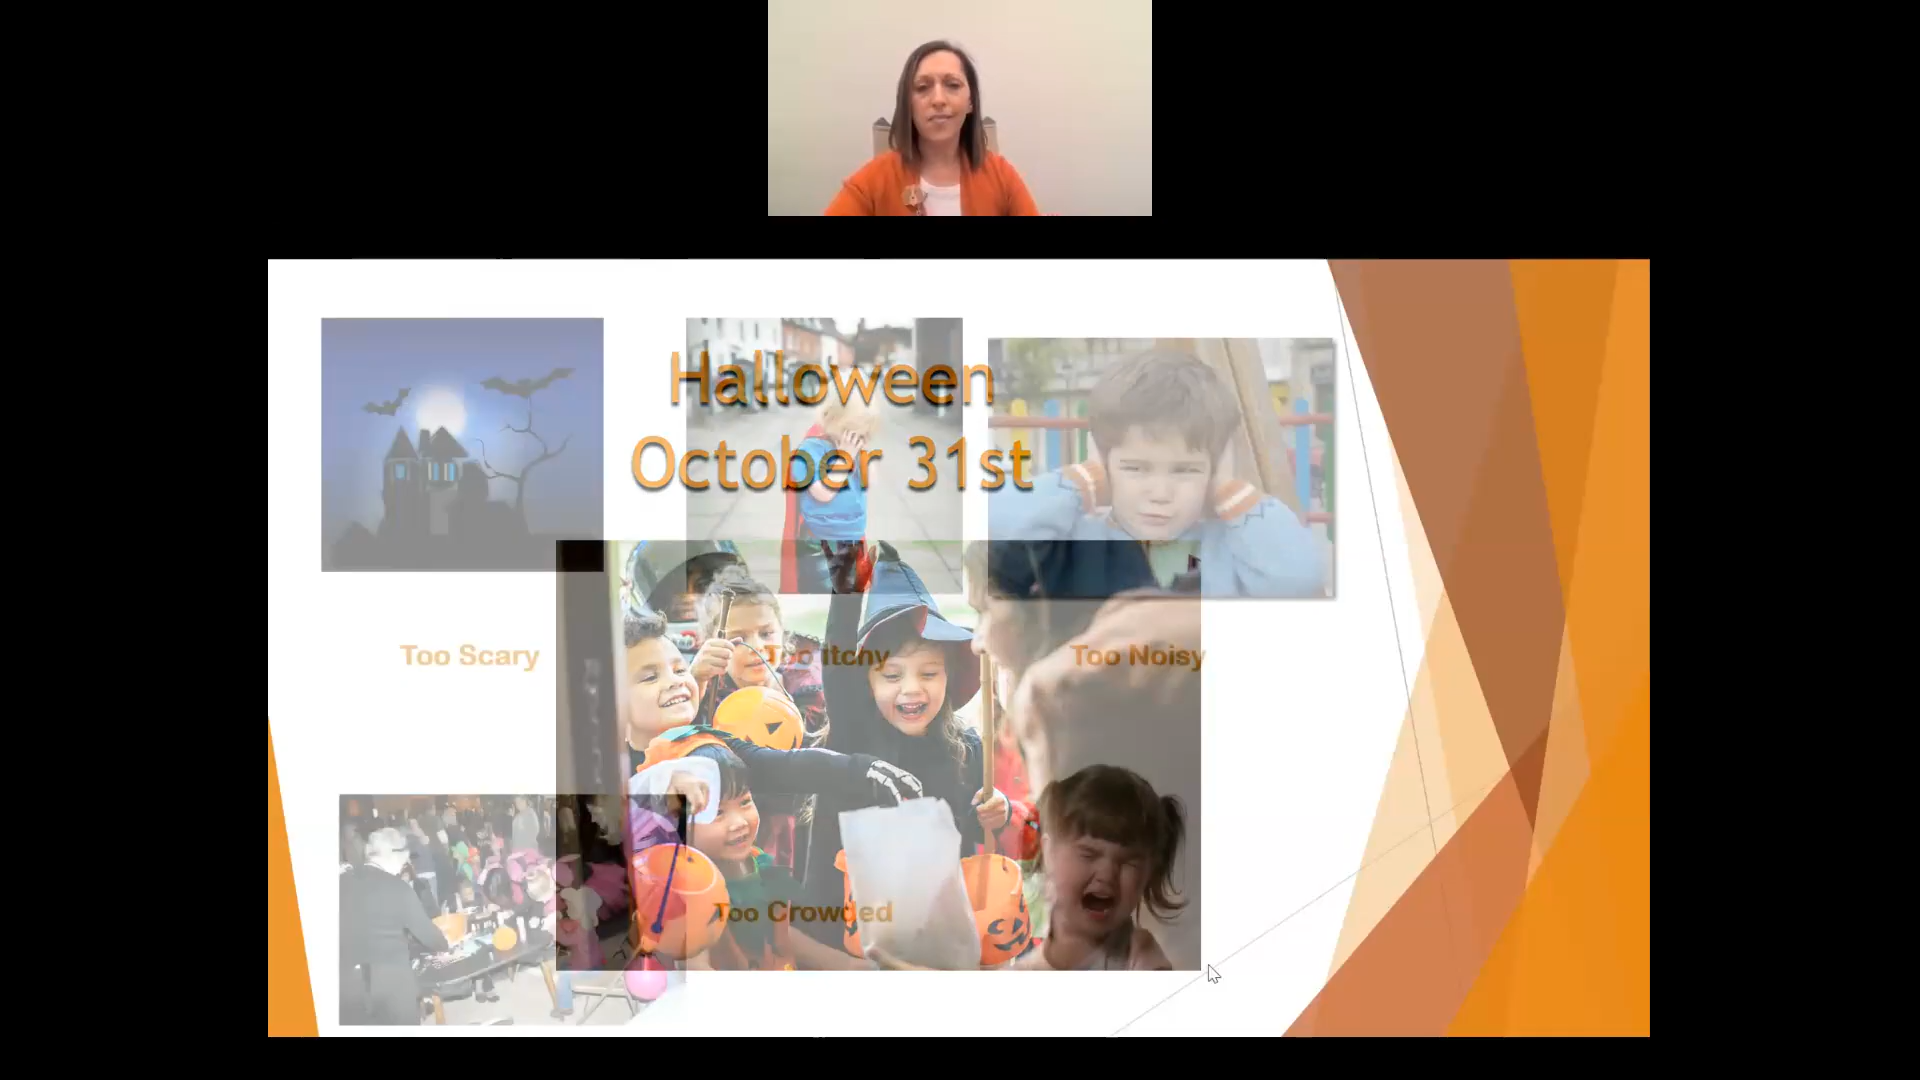 Halloween
October 31st
Too Scary
Too Itchy
Too Noisy
Too Crowded